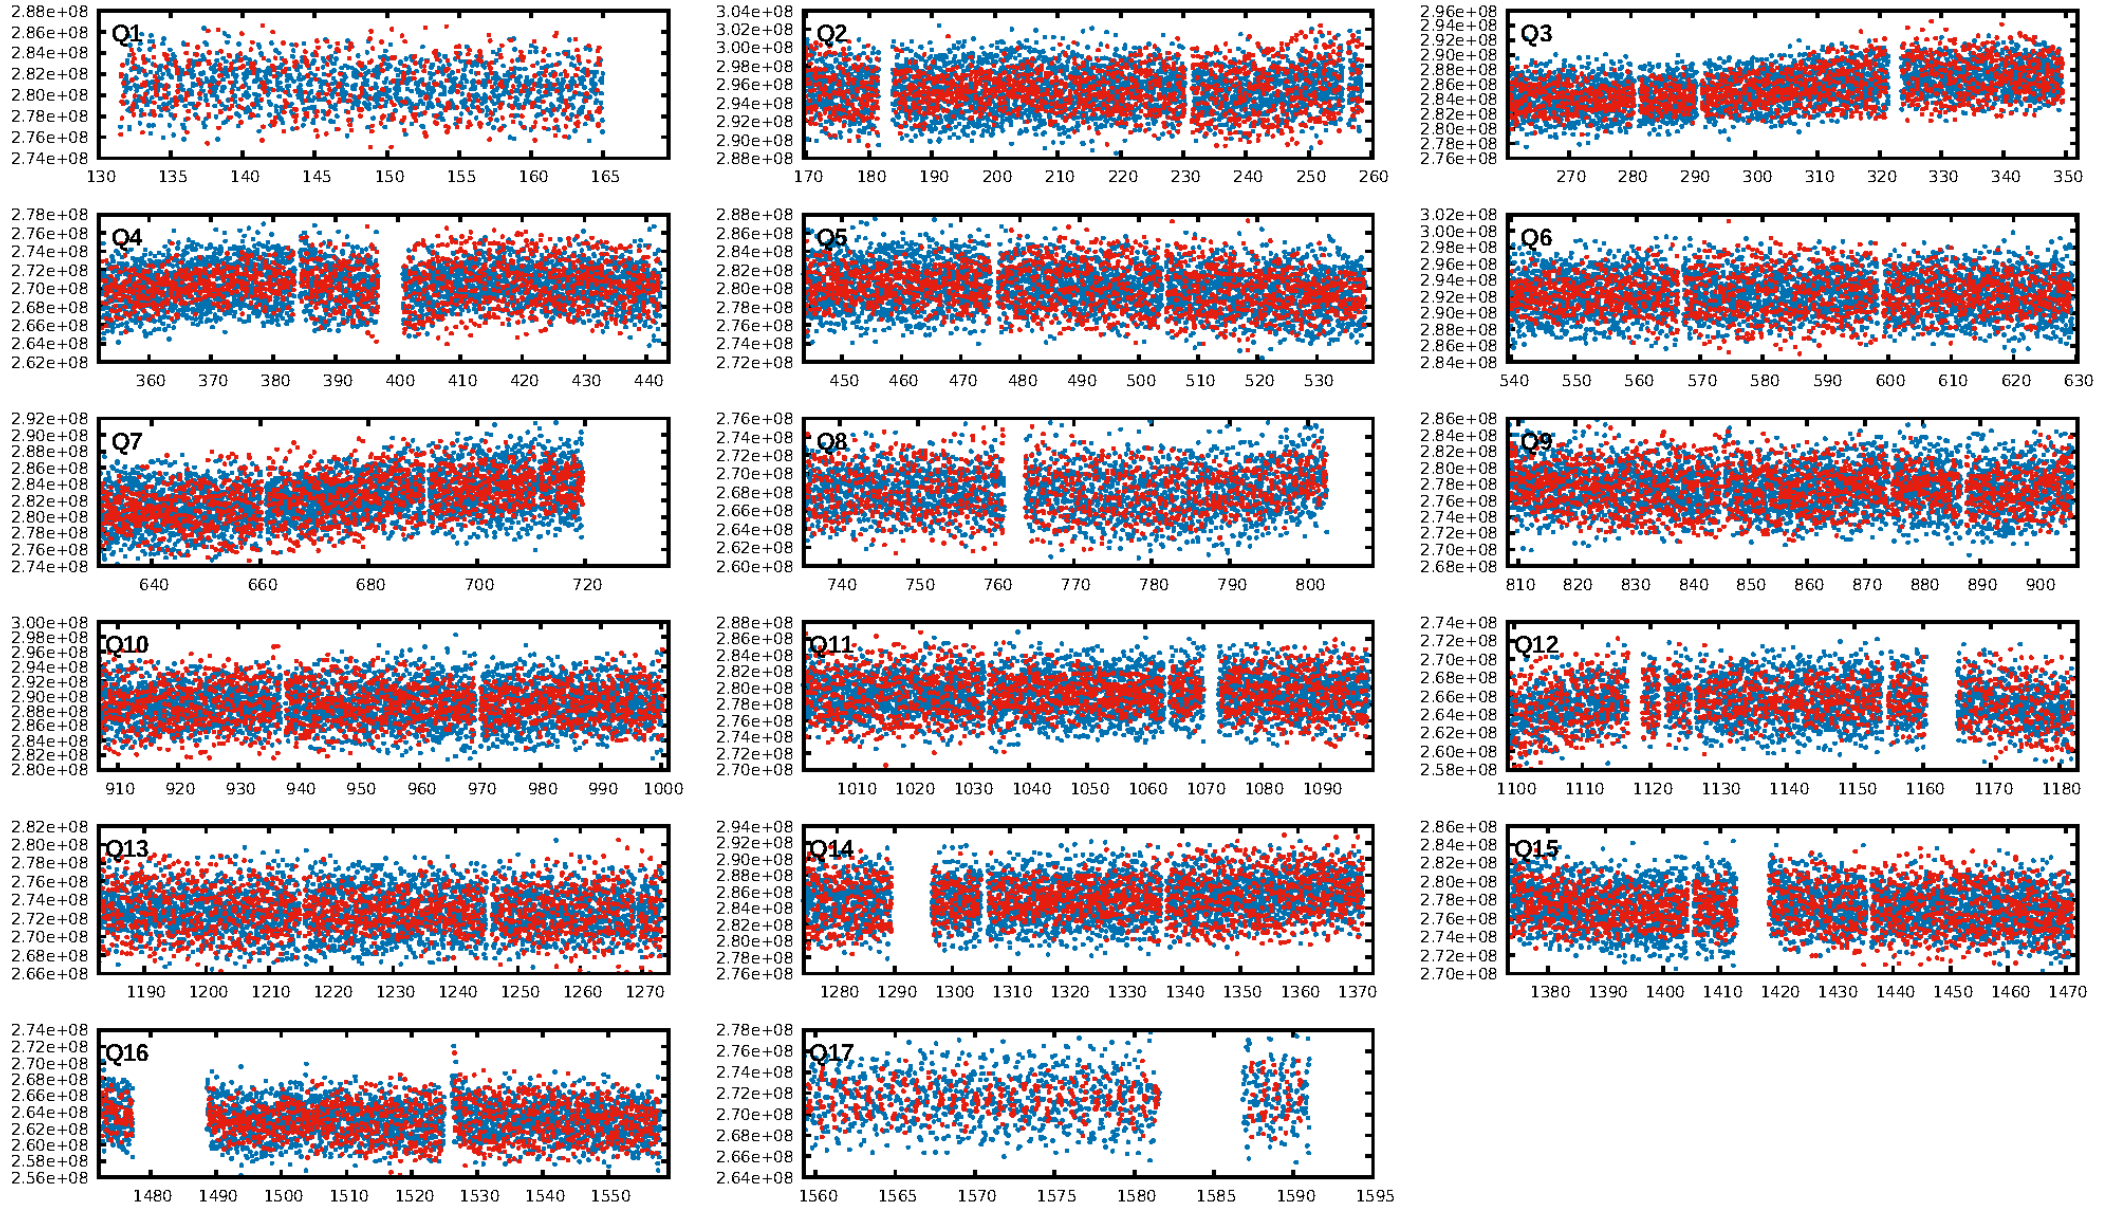 2.88e+08 2.86e+08 2.84e+08 2.82e+08 2.80e+08 2.78e+08 2.76e+08 2.74e+08
Q1
130 135 140 145 150 155 160 165
3.04e+08 3.02e+08 3.00e+08 2.98e+08 2.96e+08 2.94e+08 2.92e+08 2.90e+08 2.88e+08
Q2
170 180 190 200 210 220 230 240 250 260
2.96e+08 2.94e+08 2.92e+08 2.90e+08 2.88e+08 2.86e+08 2.84e+08 2.82e+08 2.80e+08 2.78e+08 2.76e+08
Q3
270 280 290 300 310 320 330 340 350
2.78e+08 2.76e+08 2.74e+08 2.72e+08 2.70e+08 2.68e+08 2.66e+08 2.64e+08 2.62e+08
Q4
360 370 380 390 400 410 420 430 440
2.88e+08 2.86e+08 2.84e+08 2.82e+08 2.80e+08 2.78e+08 2.76e+08 2.74e+08 2.72e+08
Q5
450 460 470 480 490 500 510 520 530
3.02e+08 3.00e+08 2.98e+08 2.96e+08 2.94e+08 2.92e+08 2.90e+08 2.88e+08 2.86e+08 2.84e+08
Q6
540 550 560 570 580 590 600 610 620 630
2.92e+08 2.90e+08 2.88e+08 2.86e+08 2.84e+08 2.82e+08 2.80e+08 2.78e+08 2.76e+08 2.74e+08
Q7
640 660 680 700 720
2.76e+08 2.74e+08 2.72e+08 2.70e+08 2.68e+08 2.66e+08 2.64e+08 2.62e+08 2.60e+08
Q8
740 750 760 770 780 790 800
2.86e+08 2.84e+08 2.82e+08 2.80e+08 2.78e+08 2.76e+08 2.74e+08 2.72e+08 2.70e+08 2.68e+08
Q9
810 820 830 840 850 860 870 880 890 900
3.00e+08 2.98e+08 2.96e+08 2.94e+08 2.92e+08 2.90e+08 2.88e+08 2.86e+08 2.84e+08 2.82e+08 2.80e+08
Q10
910 920 930 940 950 960 970 980 990 1000
2.88e+08 2.86e+08 2.84e+08 2.82e+08 2.80e+08 2.78e+08 2.76e+08 2.74e+08 2.72e+08 2.70e+08
Q11
1010 1020 1030 1040 1050 1060 1070 1080 1090
2.74e+08 2.72e+08 2.70e+08 2.68e+08 2.66e+08 2.64e+08 2.62e+08 2.60e+08 2.58e+08
Q12
1100 1110 1120 1130 1140 1150 1160 1170 1180
2.82e+08 2.80e+08 2.78e+08 2.76e+08 2.74e+08 2.72e+08 2.70e+08 2.68e+08 2.66e+08
Q13
1190 1200 1210 1220 1230 1240 1250 1260 1270
2.94e+08 2.92e+08 2.90e+08 2.88e+08 2.86e+08 2.84e+08 2.82e+08 2.80e+08 2.78e+08 2.76e+08
Q14
1280 1290 1300 1310 1320 1330 1340 1350 1360 1370
2.86e+08 2.84e+08 2.82e+08 2.80e+08 2.78e+08 2.76e+08 2.74e+08 2.72e+08 2.70e+08
Q15
1380 1390 1400 1410 1420 1430 1440 1450 1460 1470
2.74e+08 2.72e+08 2.70e+08 2.68e+08 2.66e+08 2.64e+08 2.62e+08 2.60e+08 2.58e+08 2.56e+08
Q16
1480 1490 1500 1510 1520 1530 1540 1550
2.78e+08 2.76e+08 2.74e+08 2.72e+08 2.70e+08 2.68e+08 2.66e+08 2.64e+08
Q17
1560 1565 1570 1575 1580 1585 1590 1595